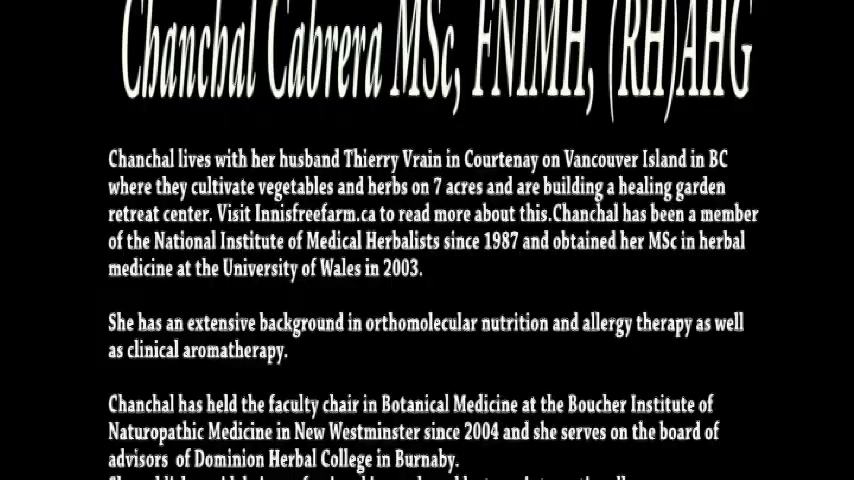 Chanchal Cabrera MSc, FNIMH, (RH)AHG
Chanchal lives with her husband Thierry Vrain in Courtenay on Vancouver Island in BC
where they cultivate vegetables and herbs on 7 acres and are building a healing garden
retreat center. Visit Innisfreefarm.ca to read more about this.Chanchal has been a member
of the National Institute of Medical Herbalists since 1987 and obtained her MSc in herbal
medicine at the University of Wales in 2003.
She has an extensive background in orthomolecular nutrition and allergy therapy as well
as clinical aromatherapy.
Chanchal has held the faculty chair in Botanical Medicine at the Boucher Institute of
Naturopathic Medicine in New Westminster since 2004 and she serves on the board of
advisors of Dominion Herbal College in Burnaby.